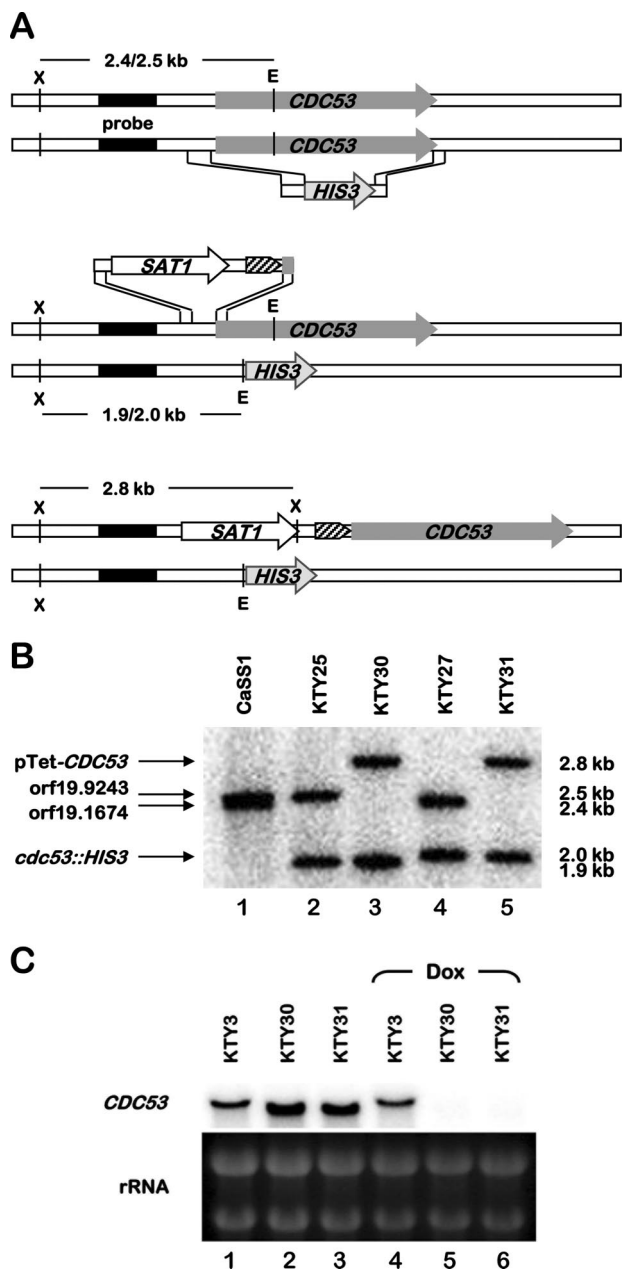 A
2.4/2.5 kb
X E
CDC53
probe
CDC53
HIS3
SAT1
X E
CDC53
HIS3
X E
1.9/2.0 kb
2.8 kb
X X
SAT1 CDC53
HIS3
X E
B
CaSS1 KTY25 KTY30 KTY27 KTY31
pTet-CDC53 2.8 kb
orf19.9243 2.5 kb
orf19.1674 2.4 kb
cdc53::HIS3 2.0 kb
1.9 kb
1 2 3 4 5
C
Dox
KTY3 KTY30 KTY31 KTY3 KTY30 KTY31
CDC53
rRNA
1 2 3 4 5 6